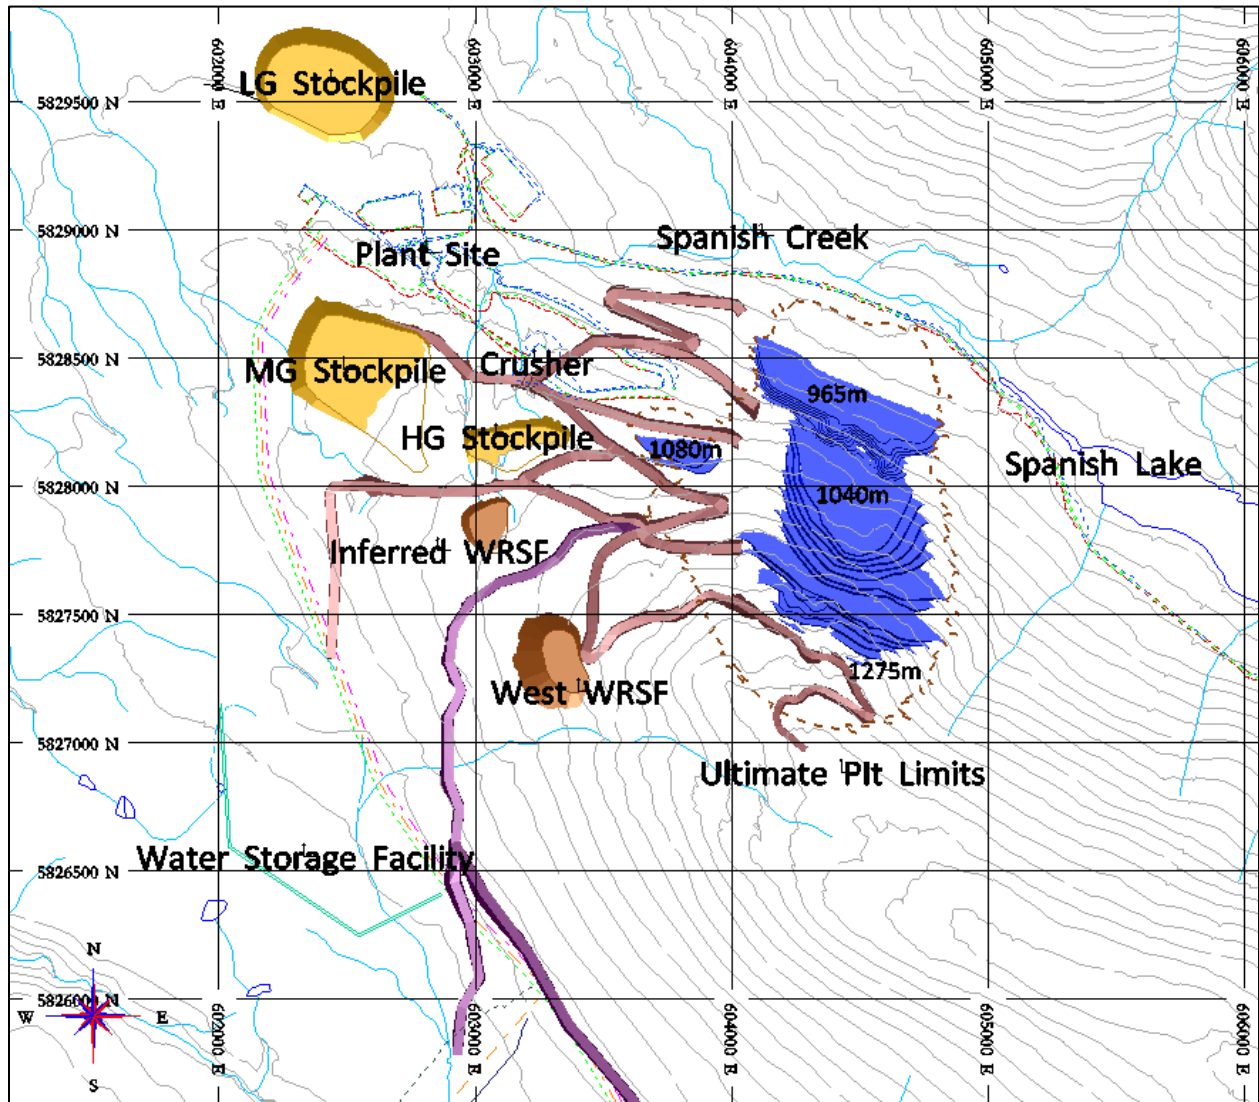 602000 E
603000 E
604000 E
605000 E
606000 E
LG Stockpile
5829500 N
5829000 N
Spanish Creek
Plant Site
5828500 N
Crusher
MG Stockpile
965m
HG Stockpile
1080m
Spanish Lake
5828000 N
1040m
Inferred WRSF
5827500 N
1275m
West WRSF
5827000 N
Ultimate Pit Limits
Water Storage Facility
5826500 N
N
5826000 N
W
E
S
602000 E
603000 E
604000 E
605000 E
606000 E